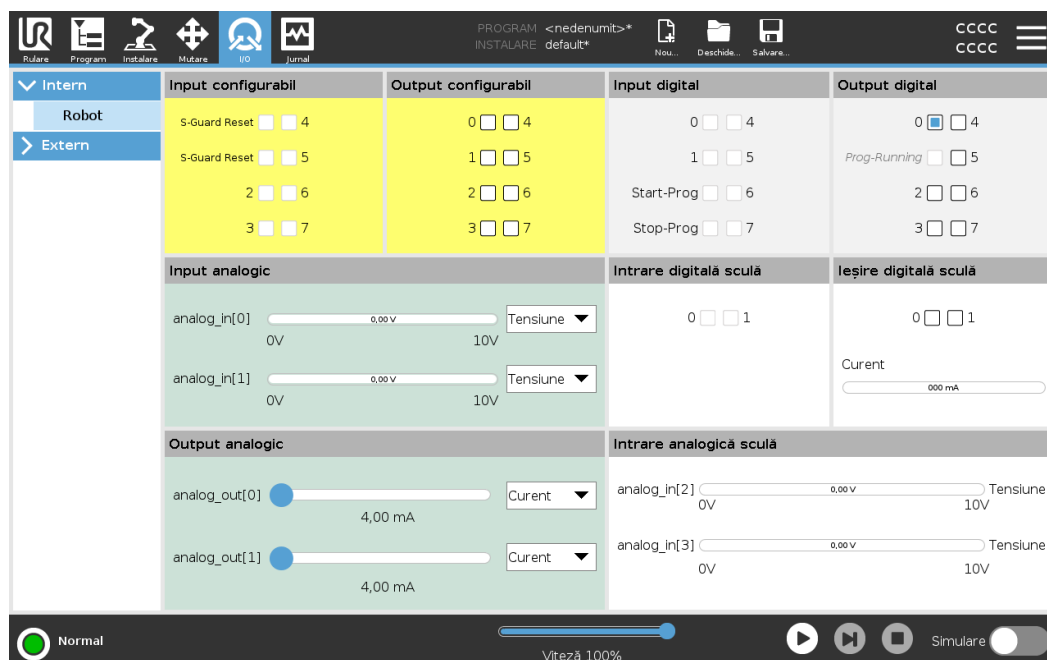 UR
PROGRAM <nedenumit>*
INSTALARE default*
CCCC
CCCC
Rulare Program Instalare Mutare I/O Jurnal Nou... Deschide... Salvare...
Intern
Robot
Extern
Input configurabil
S-Guard Reset 4
S-Guard Reset 5
2 6
3 7
Output configurabil
0 4
1 5
2 6
3 7
Input digital
0 4
1 5
Start-Prog 6
Stop-Prog 7
Output digital
0 4
Prog-Running 5
2 6
3 7
Input analogic
analog_in[0] 0,00 V Tensiune
0V 10V
analog_in[1] 0,00 V Tensiune
0V 10V
Intrare digitală sculă
0 1
Ieșire digitală sculă
0 1
Curent
000 mA
Output analogic
analog_out[0] Curent
4,00 mA
analog_out[1] Curent
4,00 mA
Intrare analogică sculă
analog_in[2] 0,00 V Tensiune
0V 10V
analog_in[3] 0,00 V Tensiune
0V 10V
Normal
Viteză 100%
Simulare